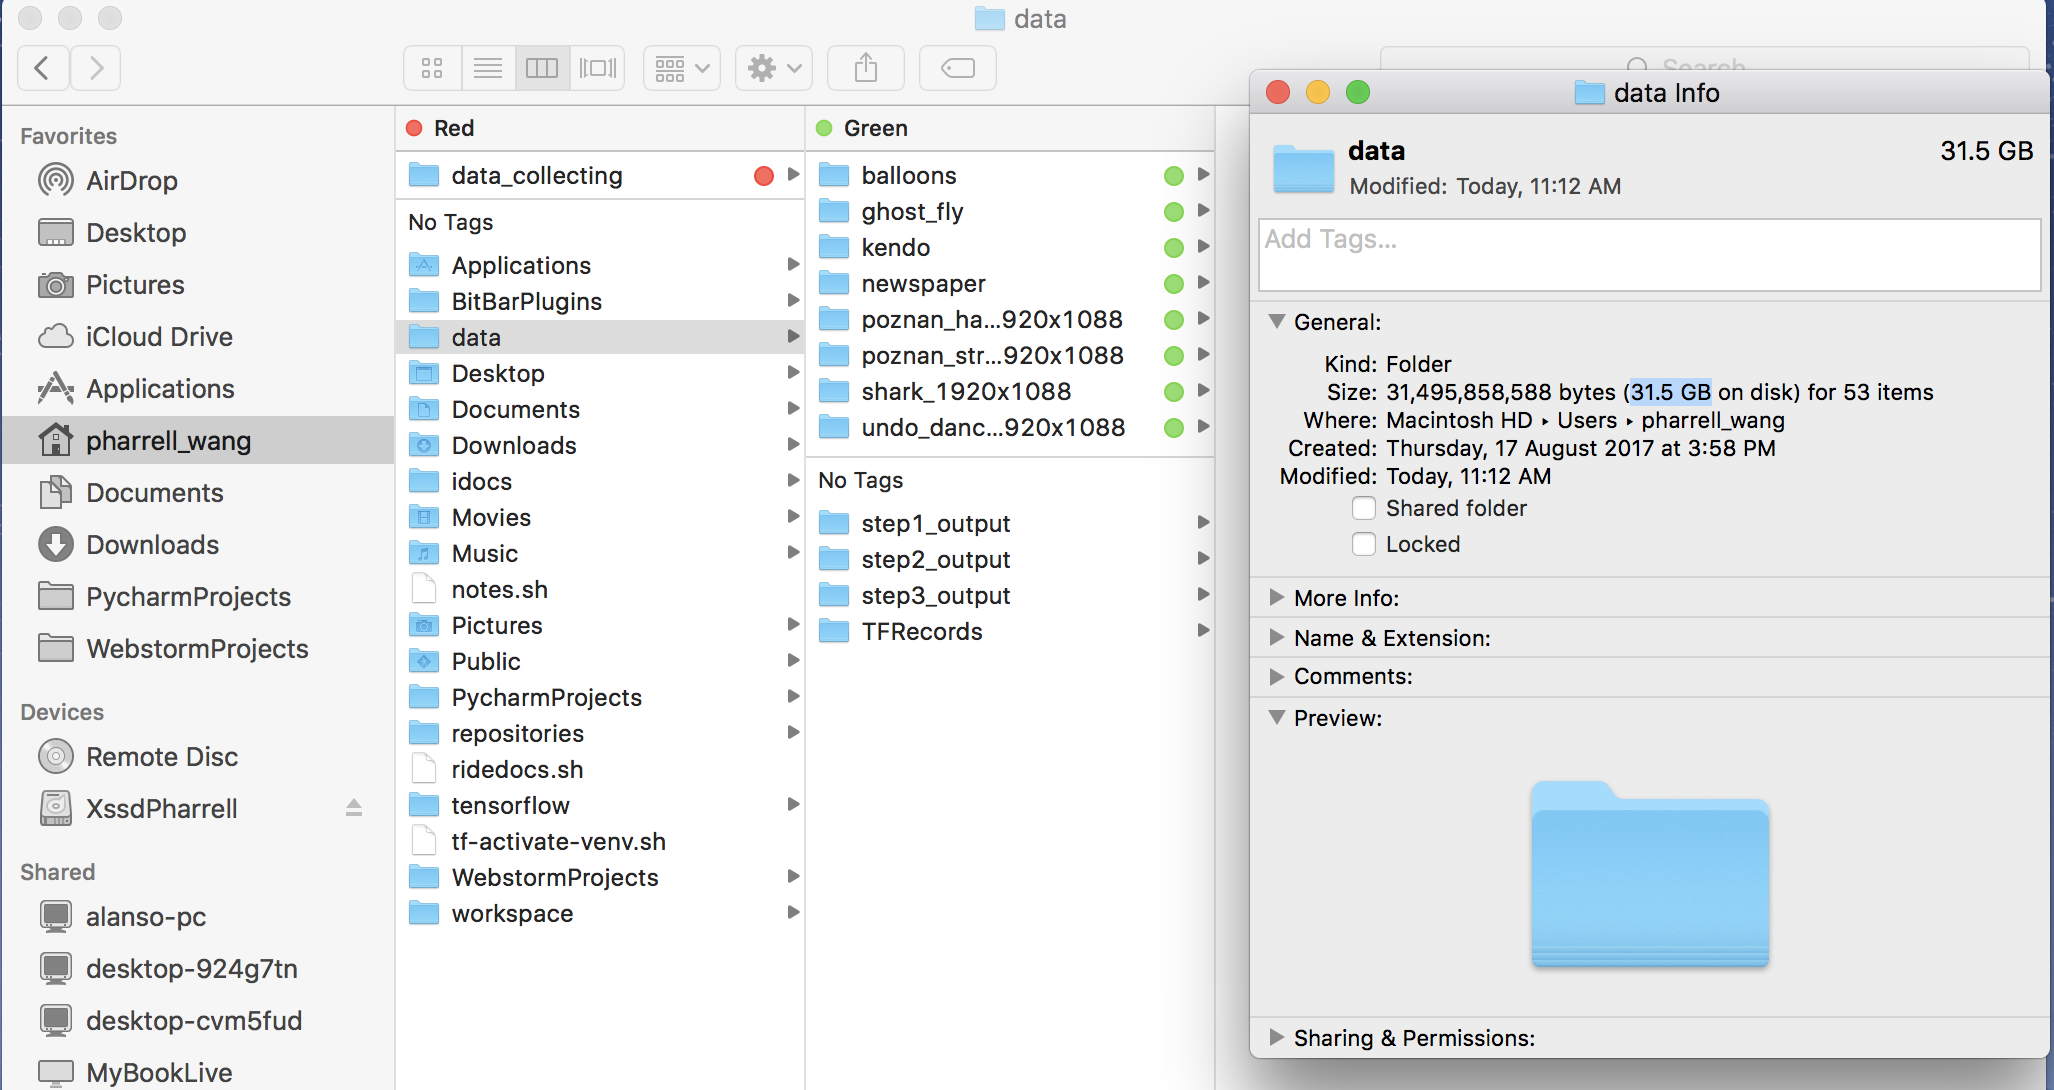 data
Search
Favorites
AirDrop
Desktop
Pictures
iCloud Drive
Applications
pharrell_wang
Documents
Downloads
PycharmProjects
WebstormProjects
Devices
Remote Disc
XssdPharrell
Shared
alanso-pc
desktop-924g7tn
desktop-cvm5fud
MyBookLive
Red
data_collecting
No Tags
Applications
BitBarPlugins
data
Desktop
Documents
Downloads
idocs
Movies
Music
notes.sh
Pictures
Public
PycharmProjects
repositories
ridedocs.sh
tensorflow
tf-activate-venv.sh
WebstormProjects
workspace
Green
balloons
ghost_fly
kendo
newspaper
poznan_ha...920x1088
poznan_str...920x1088
shark_1920x1088
undo_danc...920x1088
No Tags
step1_output
step2_output
step3_output
TFRecords
data Info
data 31.5 GB
Modified: Today, 11:12 AM
Add Tags...
General:
Kind: Folder
Size: 31,495,858,588 bytes (31.5 GB on disk) for 53 items
Where: Macintosh HD ▸ Users ▸ pharrell_wang
Created: Thursday, 17 August 2017 at 3:58 PM
Modified: Today, 11:12 AM
Shared folder
Locked
More Info:
Name & Extension:
Comments:
Preview:
Sharing & Permissions: